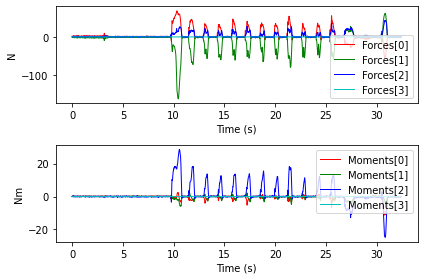 0
−100
N
0 5 10 15 20 25 30
Time (s)
Forces[0]
Forces[1]
Forces[2]
Forces[3]
20
0
−20
Nm
0 5 10 15 20 25 30
Time (s)
Moments[0]
Moments[1]
Moments[2]
Moments[3]